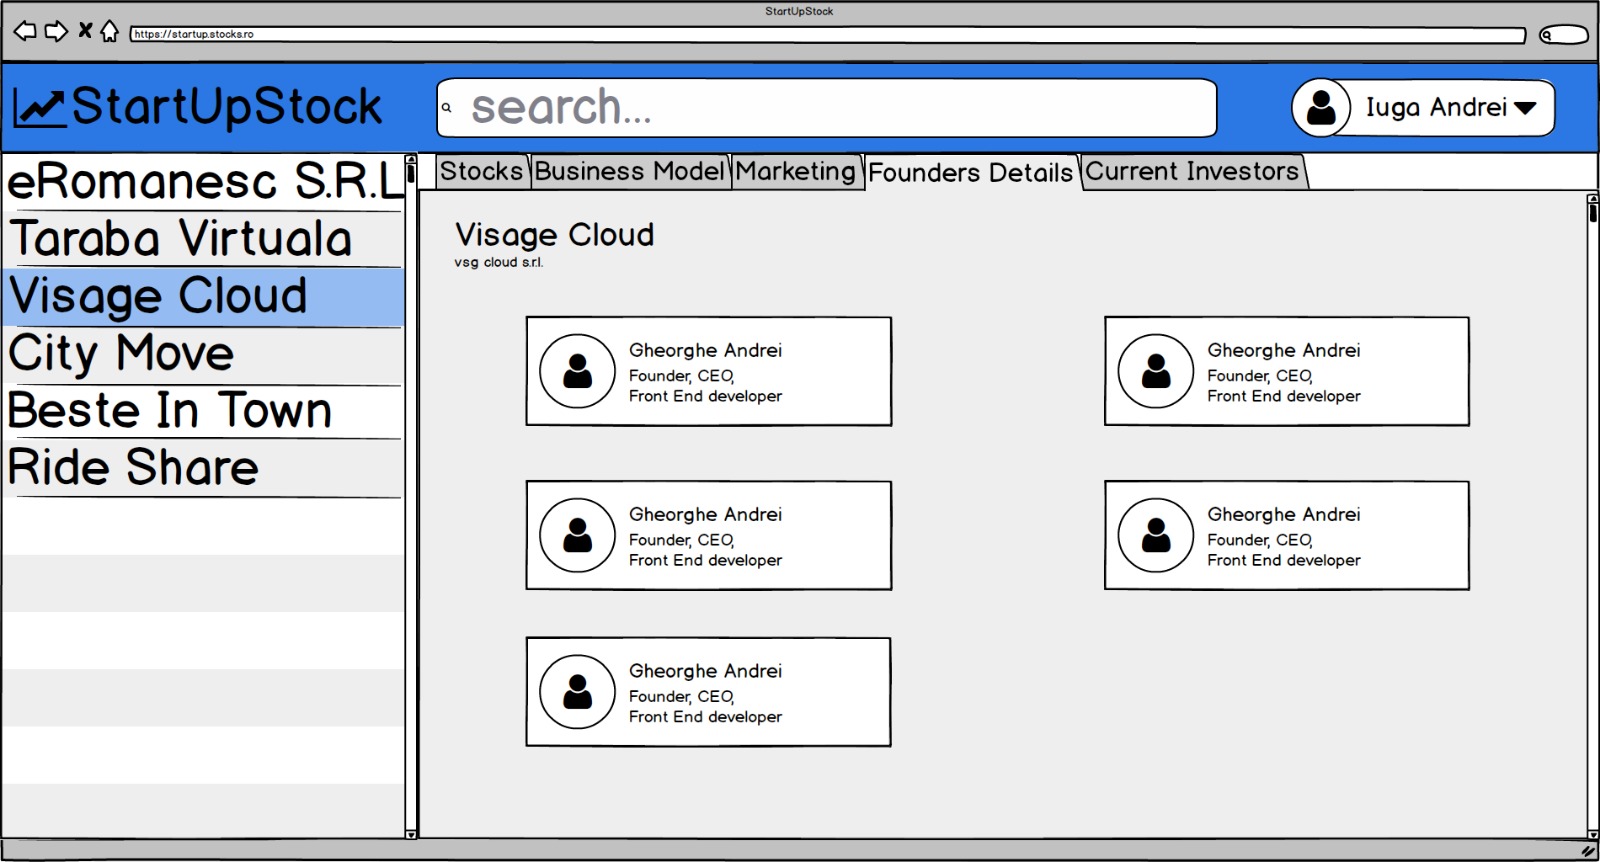 StartUpStock
https://startup.stocks.ro
StartUpStock
search...
Iuga Andrei
eRomanesc S.R.L
Taraba Virtuala
Visage Cloud
City Move
Beste In Town
Ride Share
Stocks
Business Model
Marketing
Founders Details
Current Investors
Visage Cloud
vsg cloud s.r.l.
Gheorghe Andrei
Founder, CEO,
Front End developer
Gheorghe Andrei
Founder, CEO,
Front End developer
Gheorghe Andrei
Founder, CEO,
Front End developer
Gheorghe Andrei
Founder, CEO,
Front End developer
Gheorghe Andrei
Founder, CEO,
Front End developer